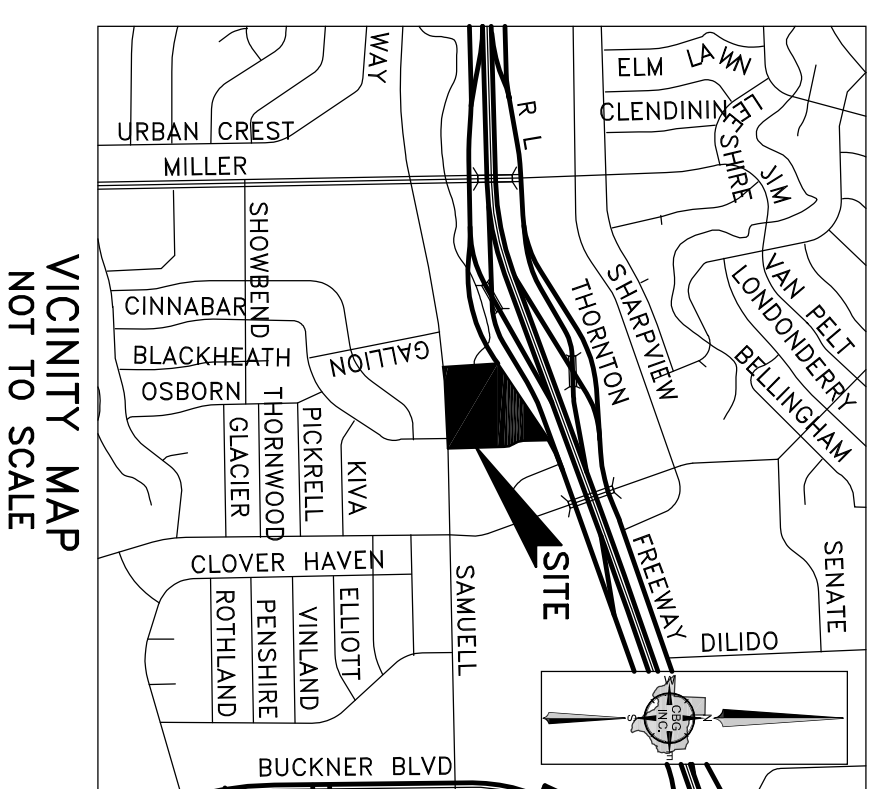 WAY
R L
ELM LAWN
CLENDININ
LEESHIRE
JIM
URBAN CREST
MILLER
SHOWBEND
CINNABAR
BLACKHEATH
OSBORN
GALLION
THORNTON
SHARPVIEW
VAN PELT
LONDONDERRY
BELLINGHAM
THORNWOOD
PICKRELL
GLACIER
KIVA
CLOVER HAVEN
SITE
FREEWAY
SENATE
DILIDO
SAMUELL
ROTHLAND
PENSHIRE
VINLAND
ELLIOTT
BUCKNER BLVD
W
N
S
E
CBG
INC.
VICINITY MAP
NOT TO SCALE